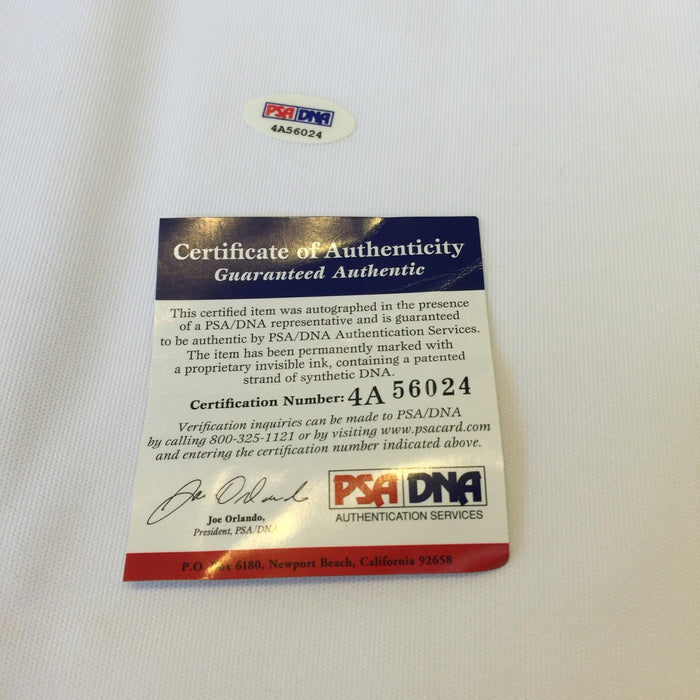 PSA DNA
4A56024
Certificate of Authenticity
Guaranteed Authentic
This certified item was autographed in the presence
of a PSA/DNA representative and is guaranteed
to be authentic by PSA/DNA Authentication Services.
The item has been permanently marked with
a proprietary invisible ink, containing a patented
strand of synthetic DNA.
Certification Number: 4A 56024
Verification inquiries can be made to PSA/DNA
by calling 800-325-1121 or by visiting www.psacard.com
and entering the certification number indicated above.
Joe Orlando
Joe Orlando,
President, PSA/DNA
PSA DNA
AUTHENTICATION SERVICES
P.O. 6180, Newport Beach, California 92658